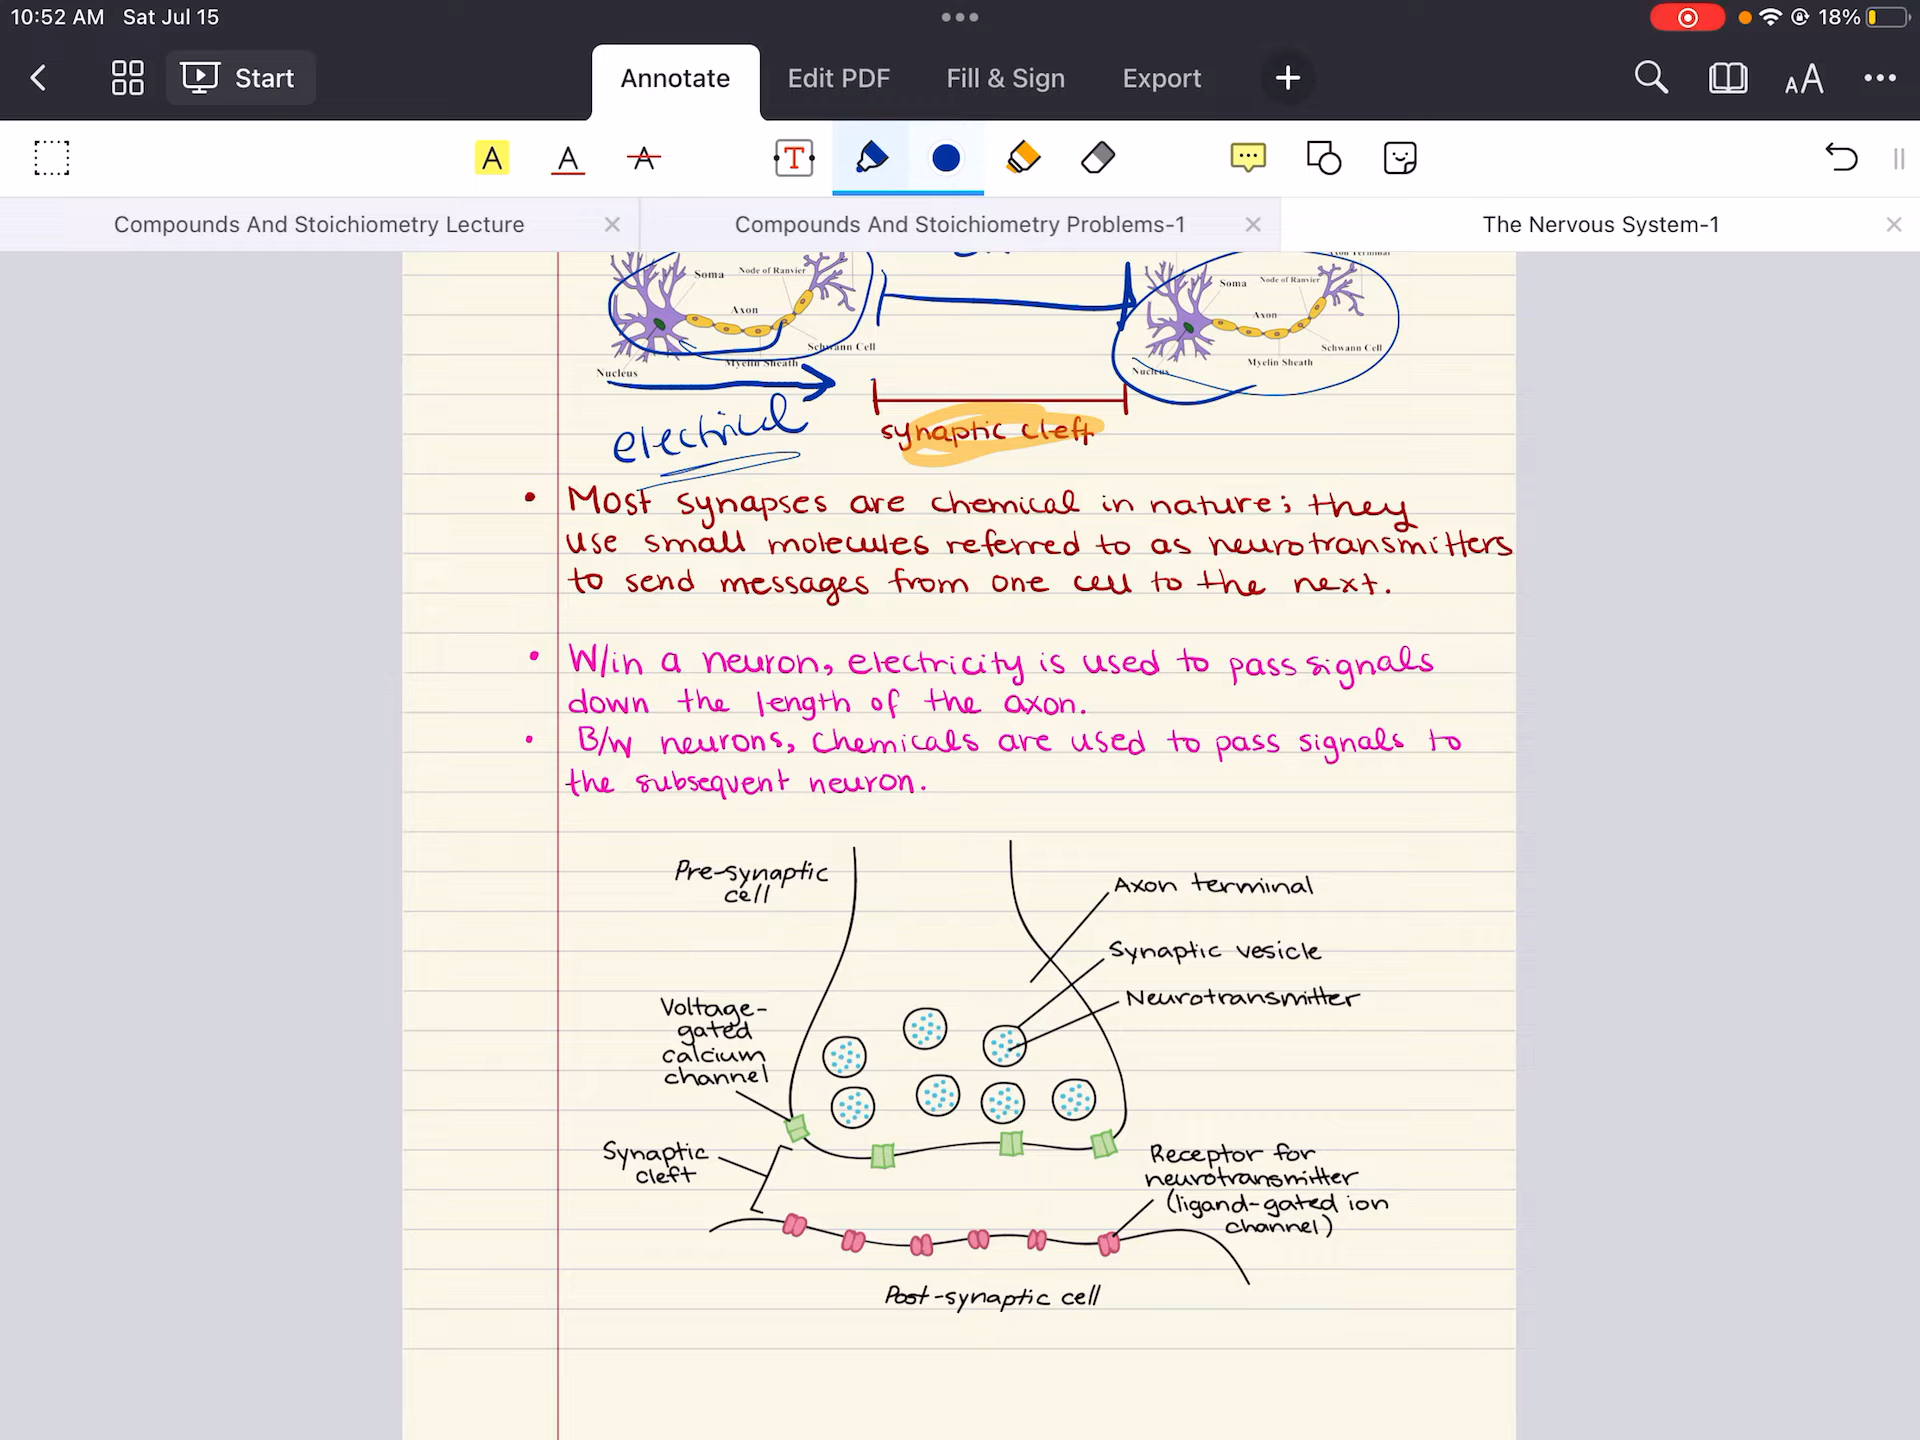 10:52 AM Sat Jul 15
18%
Start
Annotate
Edit PDF
Fill & Sign
Export
AA
A
A
A
T
Compounds And Stoichiometry Lecture
Compounds And Stoichiometry Problems-1
The Nervous System-1
Soma
Node of Ranvier
Axon
Schwann Cell
Myelin Sheath
Nucleus
Soma
Node of Ranvier
Axon
Schwann Cell
Myelin Sheath
Nucleus
electrical
synaptic cleft
• Most synapses are chemical in nature; they
use small molecules referred to as neurotransmitters
to send messages from one cell to the next.
• W/in a neuron, electricity is used to pass signals
down the length of the axon.
• B/w neurons, chemicals are used to pass signals to
the subsequent neuron.
Pre-synaptic
cell
Axon terminal
Synaptic vesicle
Neurotransmitter
Voltage-
gated
calcium
channel
Synaptic
cleft
Receptor for
neurotransmitter
(ligand-gated ion
channel)
Post-synaptic cell